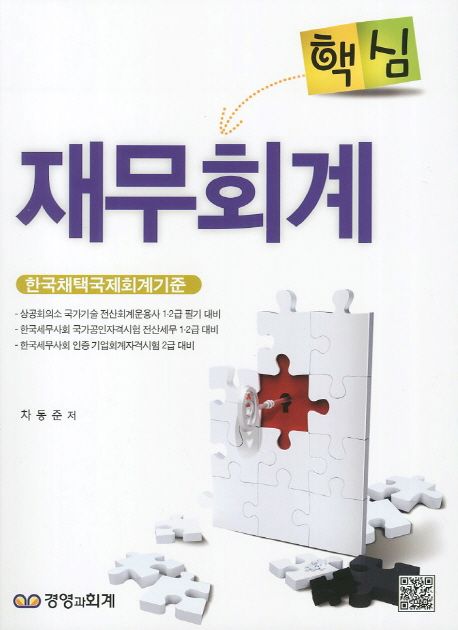 핵심
재무회계
한국채택국제회계기준
- 상공회의소 국가기술 전산회계운용사 1·2급 필기 대비
- 한국세무사회 국가공인자격시험 전산세무 1·2급 대비
- 한국세무사회 인증 기업회계자격시험 2급 대비
차동준 저
경영과회계